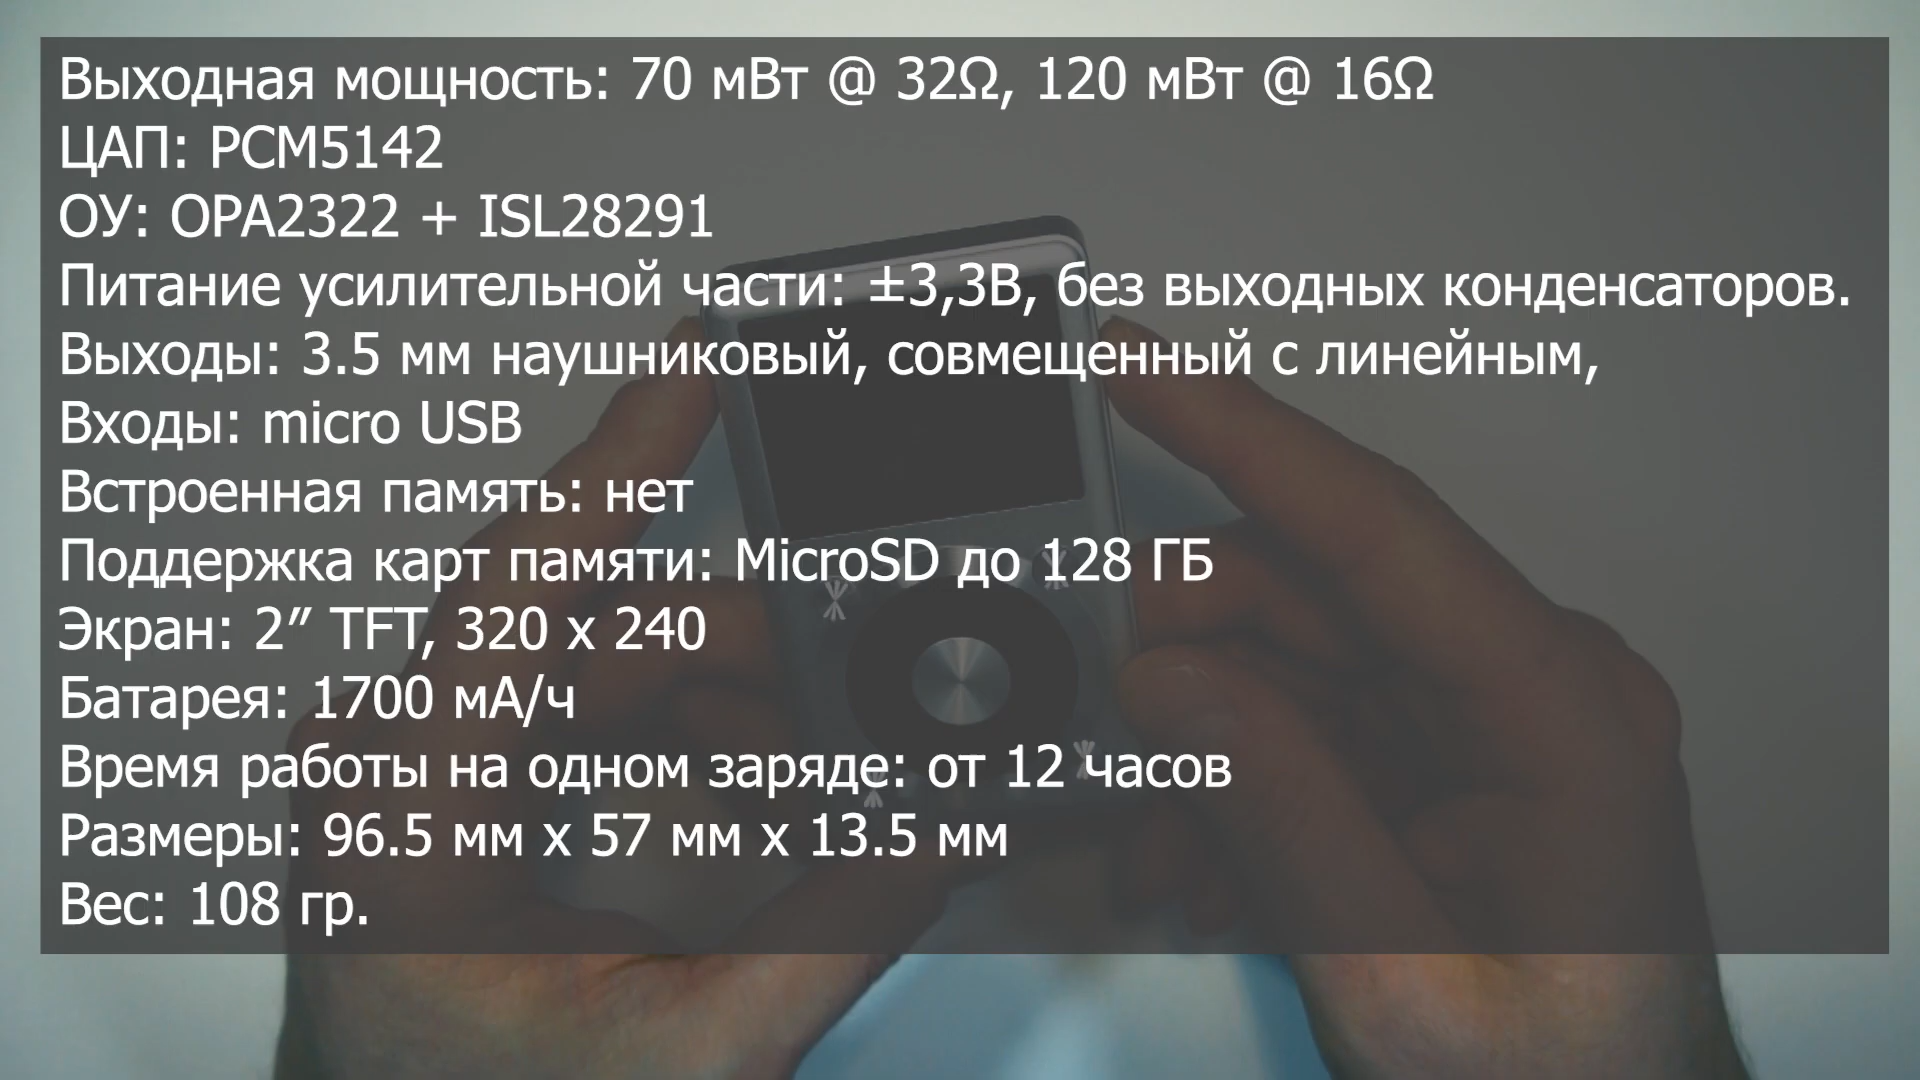 Выходная мощность: 70 мВт @ 32Ω, 120 мВт @ 16Ω
ЦАП: PCM5142
ОУ: OPA2322 + ISL28291
Питание усилительной части: ±3,3В, без выходных конденсаторов.
Выходы: 3.5 мм наушниковый, совмещенный с линейным,
Входы: micro USB
Встроенная память: нет
Поддержка карт памяти: MicroSD до 128 ГБ
Экран: 2″ TFT, 320 x 240
Батарея: 1700 мА/ч
Время работы на одном заряде: от 12 часов
Размеры: 96.5 мм x 57 мм x 13.5 мм
Вес: 108 гр.